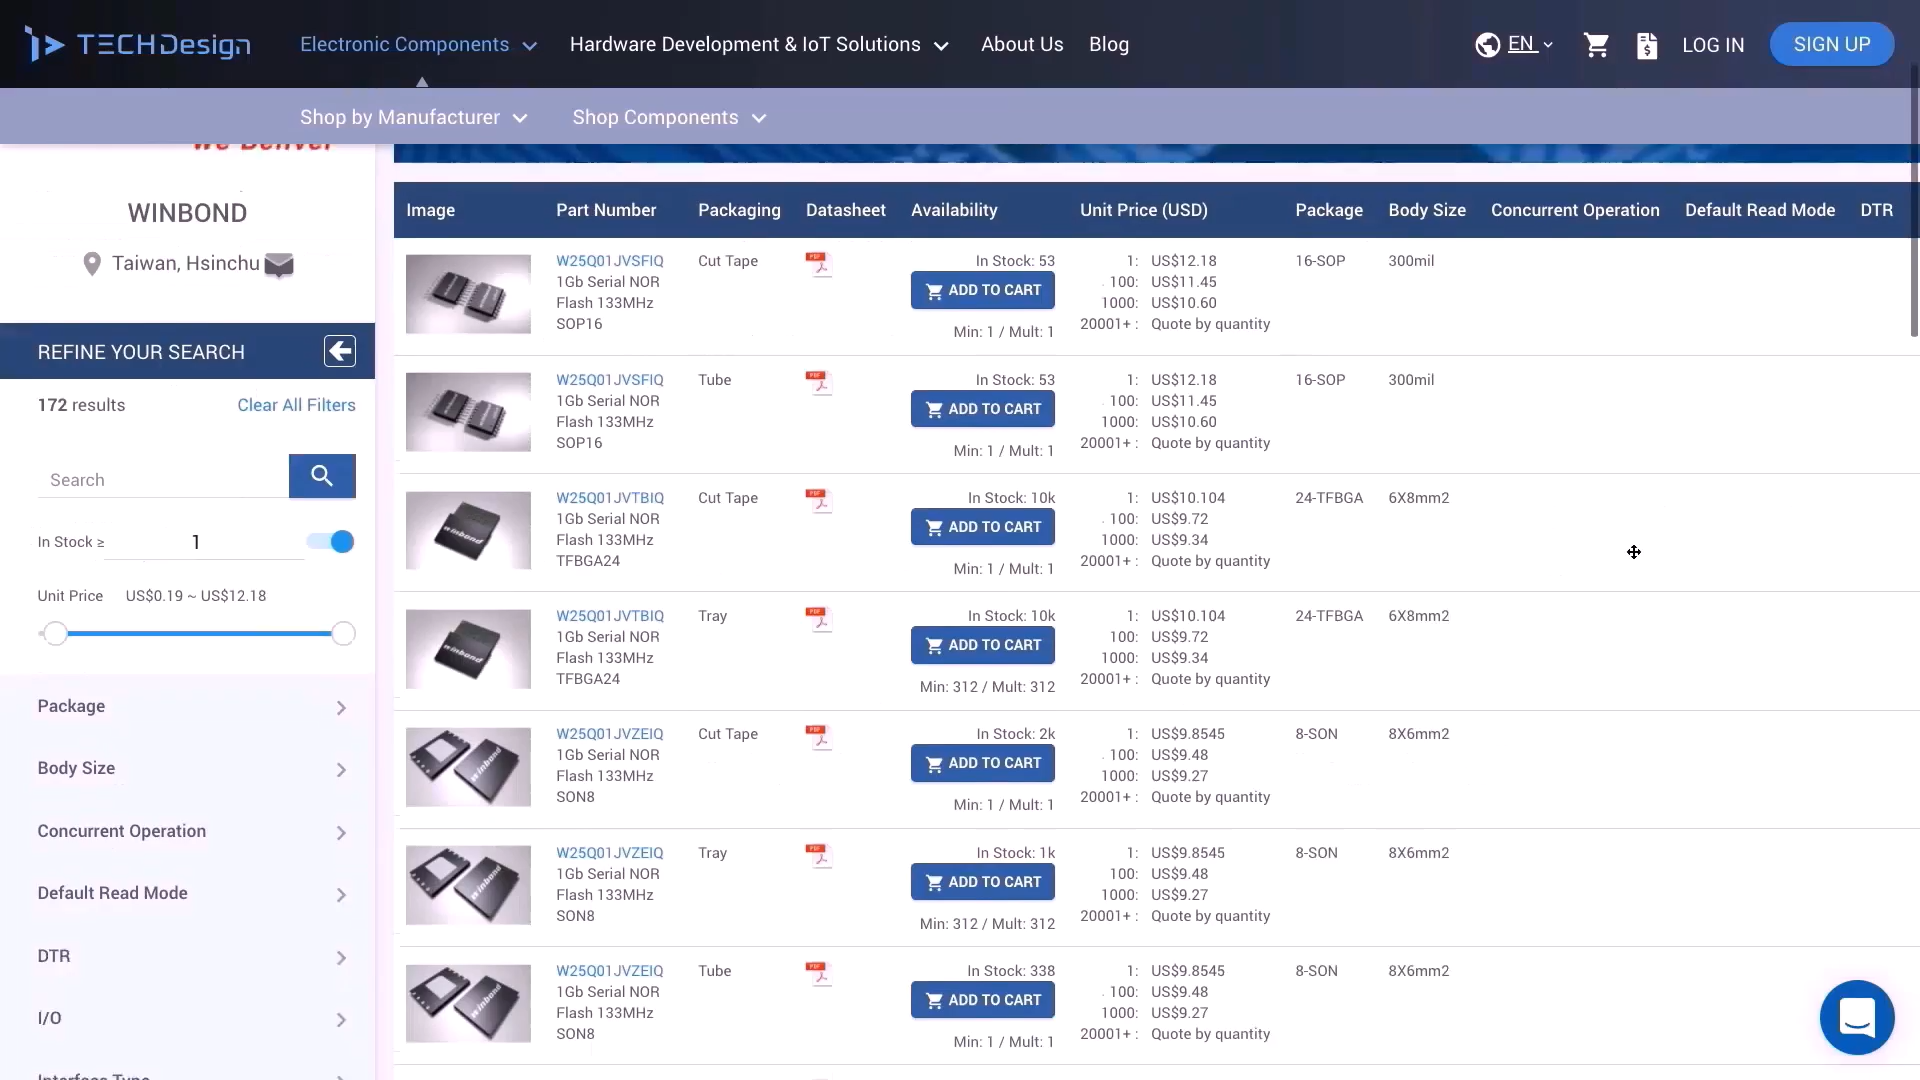 TECHDesign
Electronic Components
Hardware Development & IoT Solutions
About Us
Blog
EN
LOG IN
SIGN UP
Shop by Manufacturer
Shop Components
We Deliver
WINBOND
Taiwan, Hsinchu
REFINE YOUR SEARCH
172 results
Clear All Filters
Search
In Stock ≥ 1
Unit Price US$0.19 ~ US$12.18
Package
Body Size
Concurrent Operation
Default Read Mode
DTR
I/O
Interface Type
Image Part Number Packaging Datasheet Availability Unit Price (USD) Package Body Size Concurrent Operation Default Read Mode DTR
W25Q01JVSFIQ Cut Tape PDF In Stock: 53 1: US$12.18 16-SOP 300mil
1Gb Serial NOR ADD TO CART 100: US$11.45
Flash 133MHz 1000: US$10.60
SOP16 Min: 1 / Mult: 1 20001+ : Quote by quantity
W25Q01JVSFIQ Tube PDF In Stock: 53 1: US$12.18 16-SOP 300mil
1Gb Serial NOR ADD TO CART 100: US$11.45
Flash 133MHz 1000: US$10.60
SOP16 Min: 1 / Mult: 1 20001+ : Quote by quantity
winbond
W25Q01JVTBIQ Cut Tape PDF In Stock: 10k 1: US$10.104 24-TFBGA 6X8mm2
1Gb Serial NOR ADD TO CART 100: US$9.72
Flash 133MHz 1000: US$9.34
TFBGA24 Min: 1 / Mult: 1 20001+ : Quote by quantity
winbond
W25Q01JVTBIQ Tray PDF In Stock: 10k 1: US$10.104 24-TFBGA 6X8mm2
1Gb Serial NOR ADD TO CART 100: US$9.72
Flash 133MHz 1000: US$9.34
TFBGA24 Min: 312 / Mult: 312 20001+ : Quote by quantity
winbond
W25Q01JVZEIQ Cut Tape PDF In Stock: 2k 1: US$9.8545 8-SON 8X6mm2
1Gb Serial NOR ADD TO CART 100: US$9.48
Flash 133MHz 1000: US$9.27
SON8 Min: 1 / Mult: 1 20001+ : Quote by quantity
winbond
W25Q01JVZEIQ Tray PDF In Stock: 1k 1: US$9.8545 8-SON 8X6mm2
1Gb Serial NOR ADD TO CART 100: US$9.48
Flash 133MHz 1000: US$9.27
SON8 Min: 312 / Mult: 312 20001+ : Quote by quantity
winbond
W25Q01JVZEIQ Tube PDF In Stock: 338 1: US$9.8545 8-SON 8X6mm2
1Gb Serial NOR ADD TO CART 100: US$9.48
Flash 133MHz 1000: US$9.27
SON8 Min: 1 / Mult: 1 20001+ : Quote by quantity
winbond